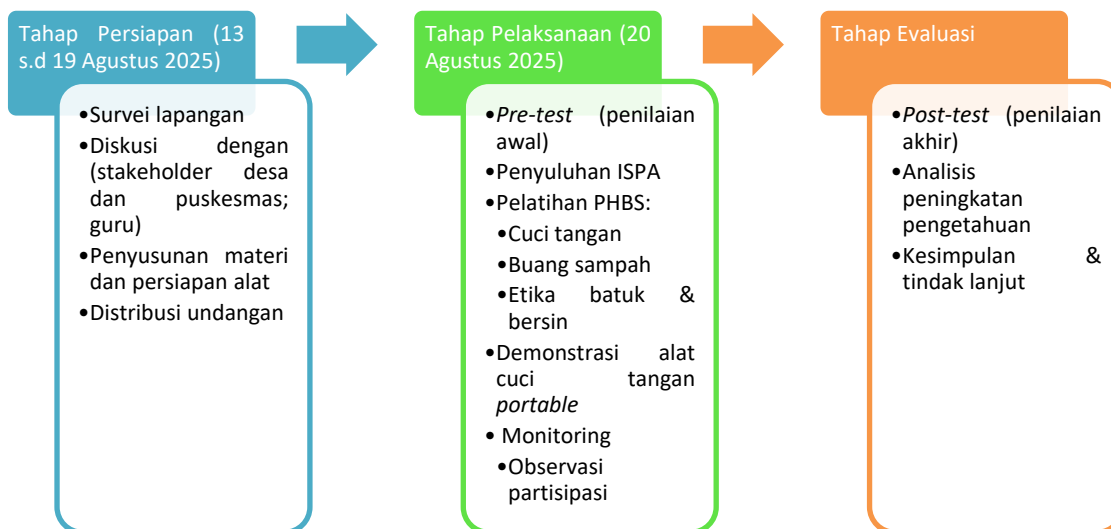 Tahap Persiapan (13
s.d 19 Agustus 2025)
•Survei lapangan
•Diskusi dengan
(stakeholder desa
dan puskesmas;
guru)
•Penyusunan materi
dan persiapan alat
•Distribusi undangan
Tahap Pelaksanaan (20
Agustus 2025)
•Pre-test (penilaian
awal)
•Penyuluhan ISPA
•Pelatihan PHBS:
•Cuci tangan
•Buang sampah
•Etika batuk &
bersin
•Demonstrasi alat
cuci tangan
portable
• Monitoring
•Observasi
partisipasi
Tahap Evaluasi
•Post-test (penilaian
akhir)
•Analisis
peningkatan
pengetahuan
•Kesimpulan &
tindak lanjut